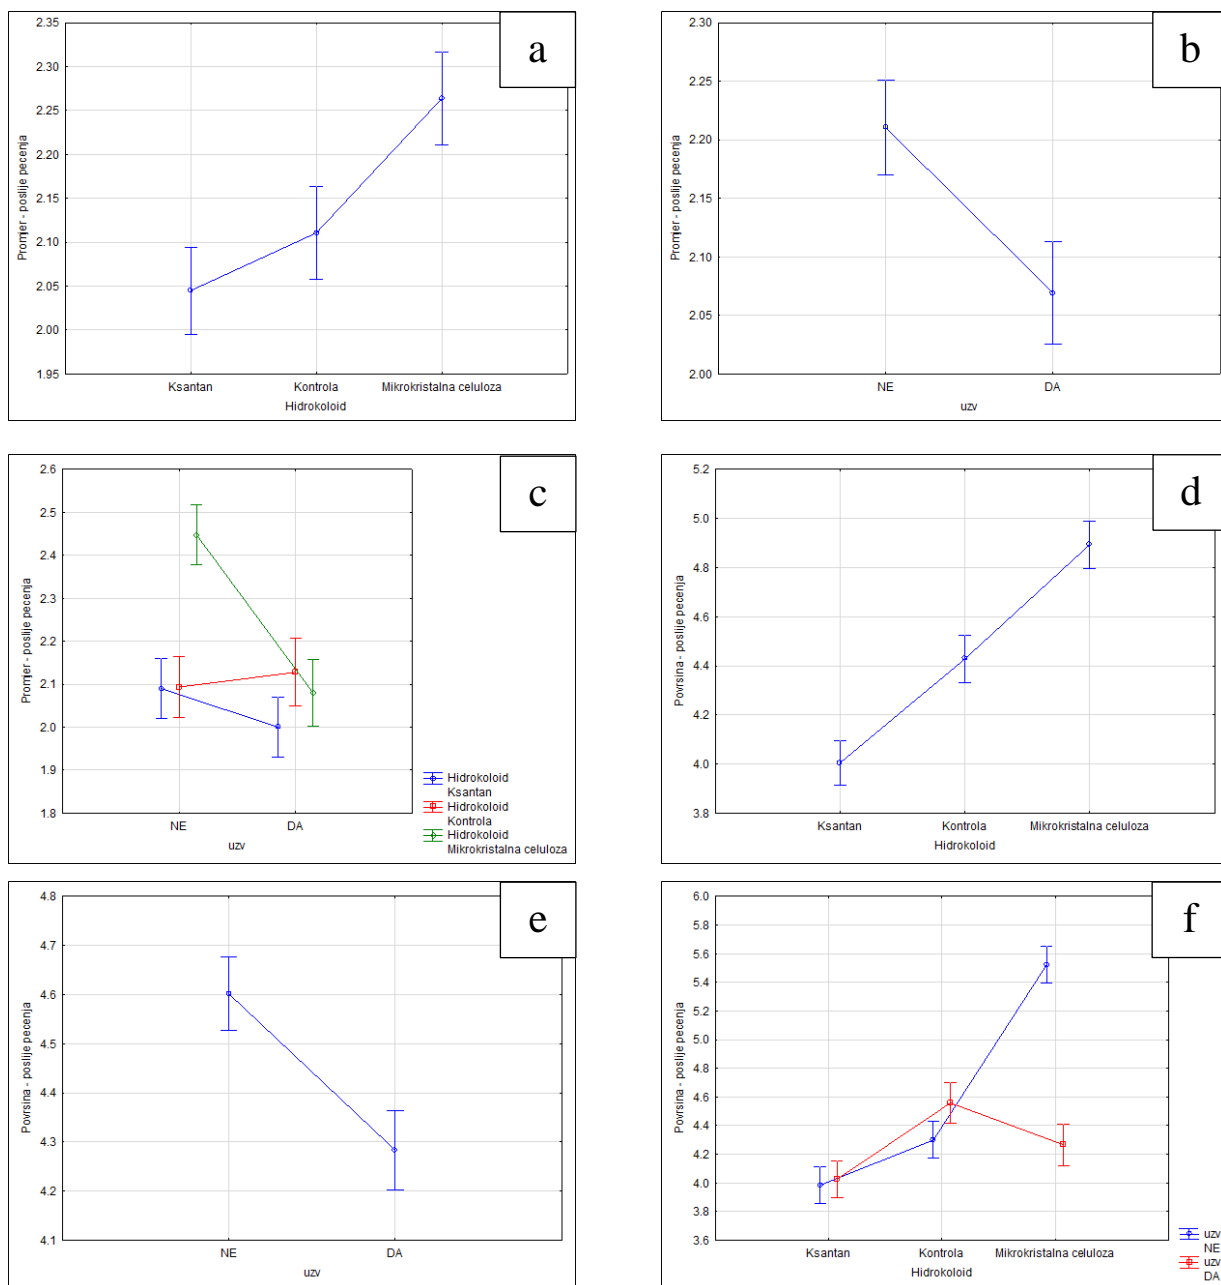 a
2.35
2.30
2.25
2.20
2.15
2.10
2.05
2.00
1.95
Promjer - poslije pecenja
Ksantan Kontrola Mikrokristalna celuloza
Hidrokoloid
b
2.30
2.25
2.20
2.15
2.10
2.05
2.00
Promjer - poslije pecenja
NE DA
uzv
c
2.6
2.5
2.4
2.3
2.2
2.1
2.0
1.9
1.8
Promjer - poslije pecenja
NE DA
uzv
Hidrokoloid
Ksantan
Hidrokoloid
Kontrola
Hidrokoloid
Mikrokristalna celuloza
d
5.2
5.0
4.8
4.6
4.4
4.2
4.0
3.8
Povrsina - poslije pecenja
Ksantan Kontrola Mikrokristalna celuloza
Hidrokoloid
e
4.8
4.7
4.6
4.5
4.4
4.3
4.2
4.1
Povrsina - poslije pecenja
NE DA
uzv
f
6.0
5.8
5.6
5.4
5.2
5.0
4.8
4.6
4.4
4.2
4.0
3.8
3.6
Povrsina - poslije pecenja
Ksantan Kontrola Mikrokristalna celuloza
Hidrokoloid
uzv
NE
uzv
DA